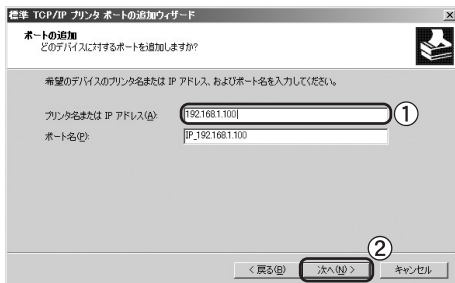 標準 TCP/IP プリンタ ポートの追加ウィザード
ポートの追加
どのデバイスに対するポートを追加しますか?
希望のデバイスのプリンタ名または IP アドレス、およびポート名を入力してください。
プリンタ名または IP アドレス(A): 192.168.1.100 ①
ポート名(P): IP_192.168.1.100
②
< 戻る(B) 次へ(N) > キャンセル